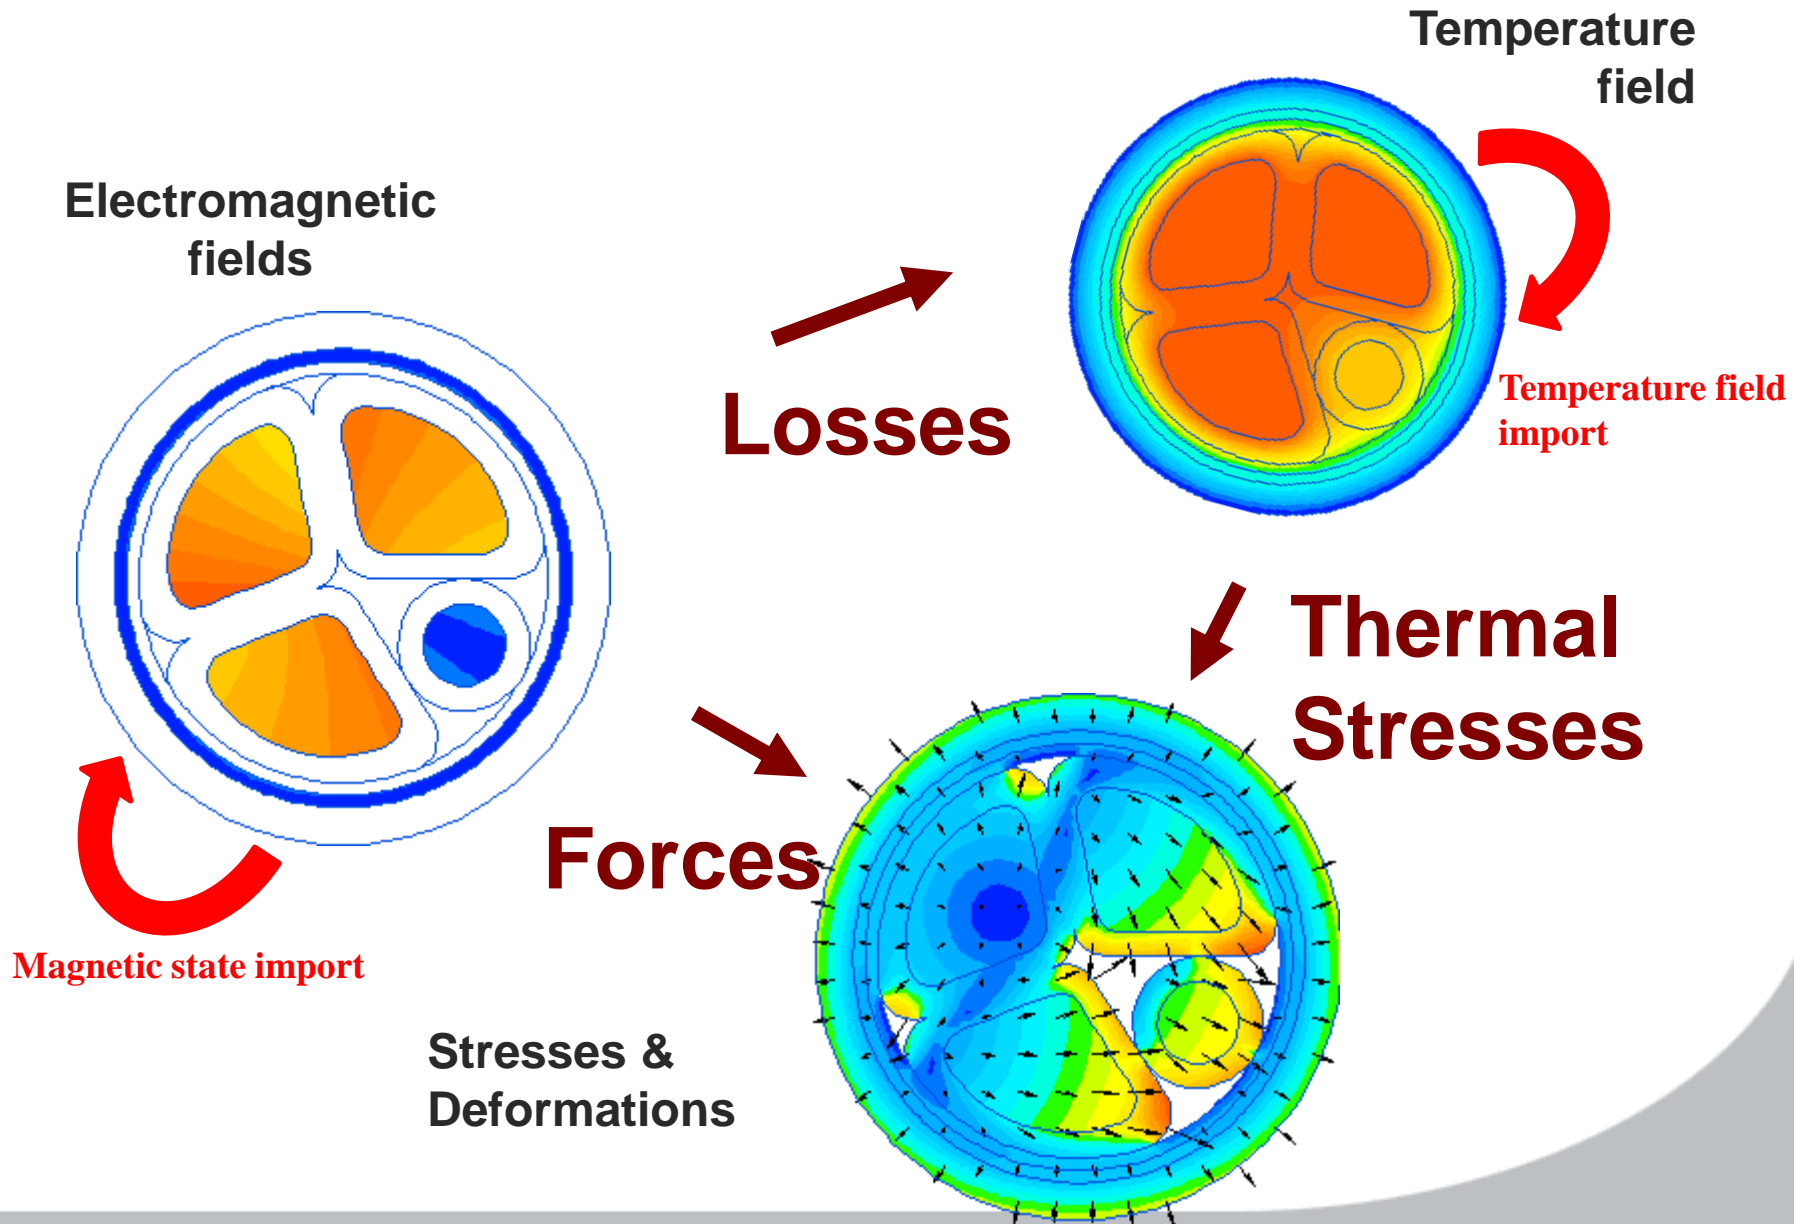 Temperature
field
Electromagnetic
fields
Losses
Temperature field
import
Thermal
Stresses
Forces
Magnetic state import
Stresses &
Deformations